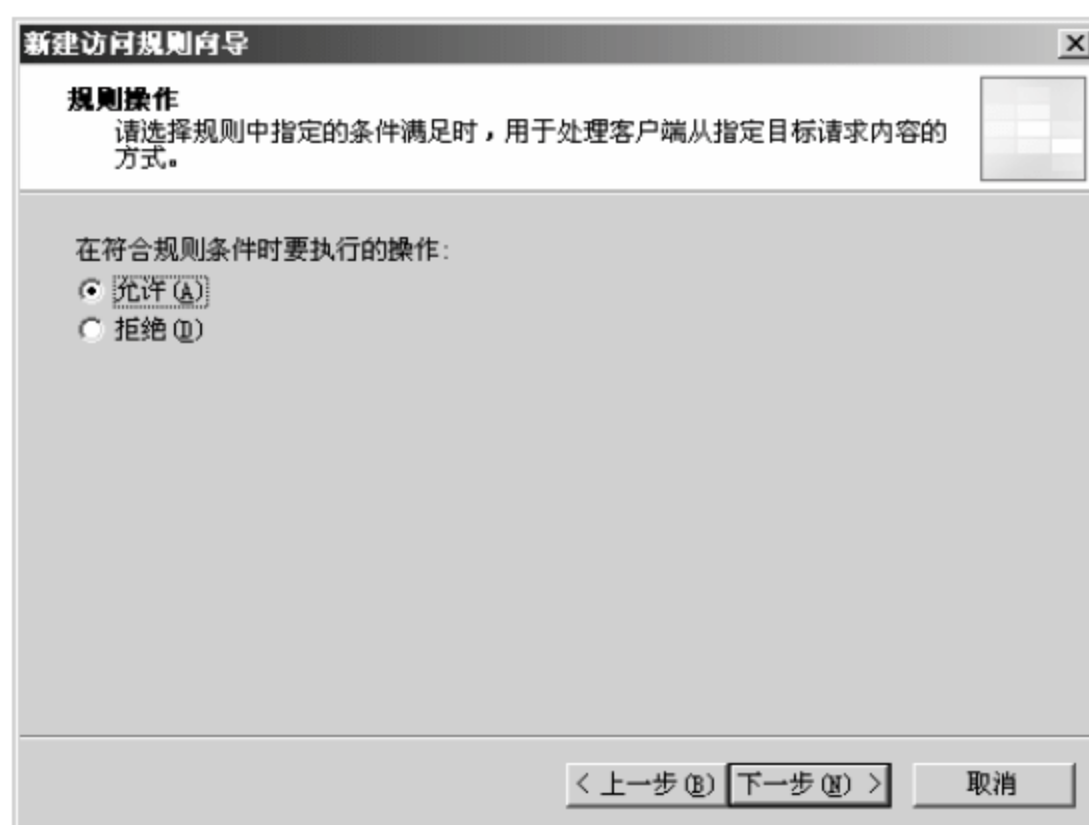 新建访问规则向导
规则操作
请选择规则中指定的条件满足时，用于处理客户端从指定目标请求内容的
方式。
在符合规则条件时要执行的操作:
允许(A)
拒绝(D)
< 上一步(B) 下一步(N) > 取消